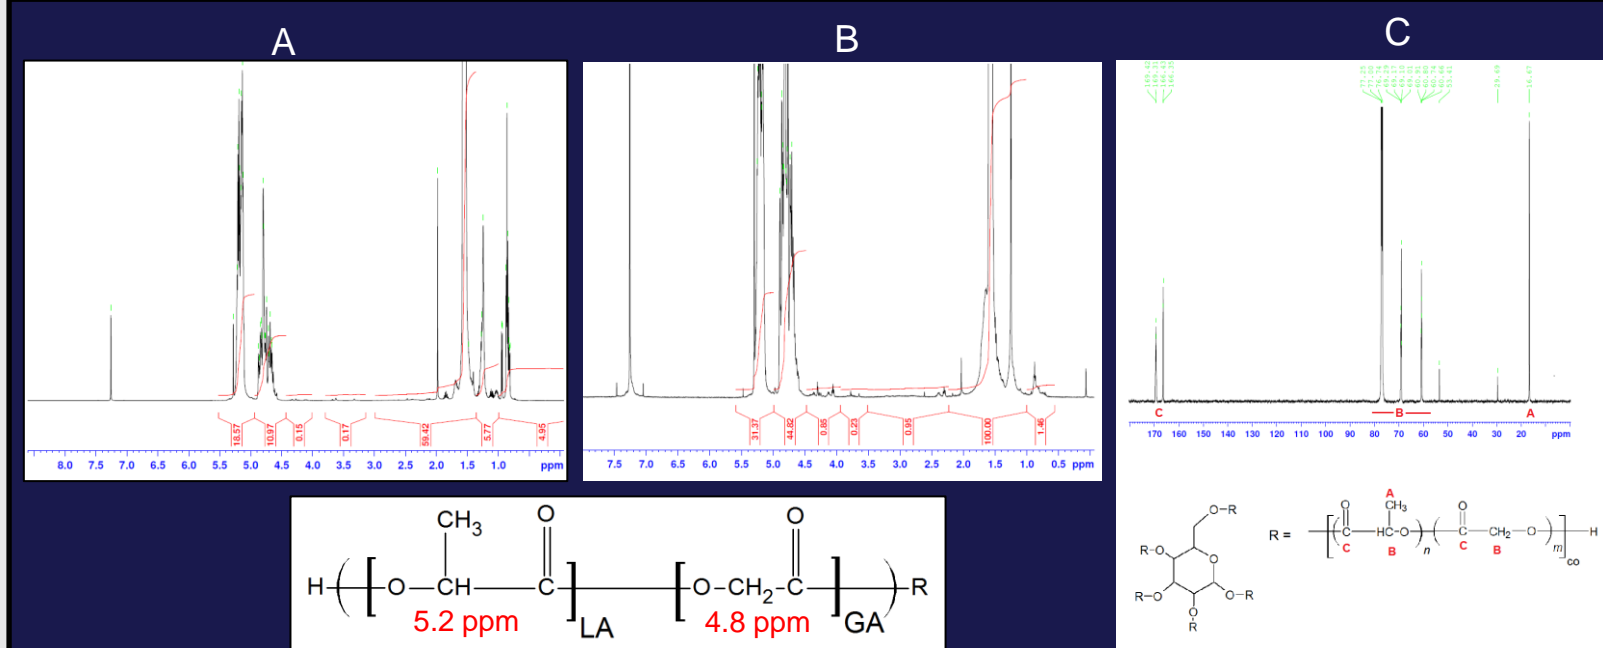 A
B
C
18.57
10.97
0.15
0.17
59.42
5.77
4.95
8.0 7.5 7.0 6.5 6.0 5.5 5.0 4.5 4.0 3.5 3.0 2.5 2.0 1.5 1.0 ppm
31.37
44.82
0.85
0.23
0.95
100.00
1.46
7.5 7.0 6.5 6.0 5.5 5.0 4.5 4.0 3.5 3.0 2.5 2.0 1.5 1.0 0.5 ppm
C B A
170 160 150 140 130 120 110 100 90 80 70 60 50 40 30 20 ppm
CH3 O O
H ( [ O CH C ] LA [ O CH2 C ] GA ) R
5.2 ppm 4.8 ppm
O R
R O
O
R O O R
O
R
R =
A
O CH3 O
C HC O n C CH2 O m H
C B C B co